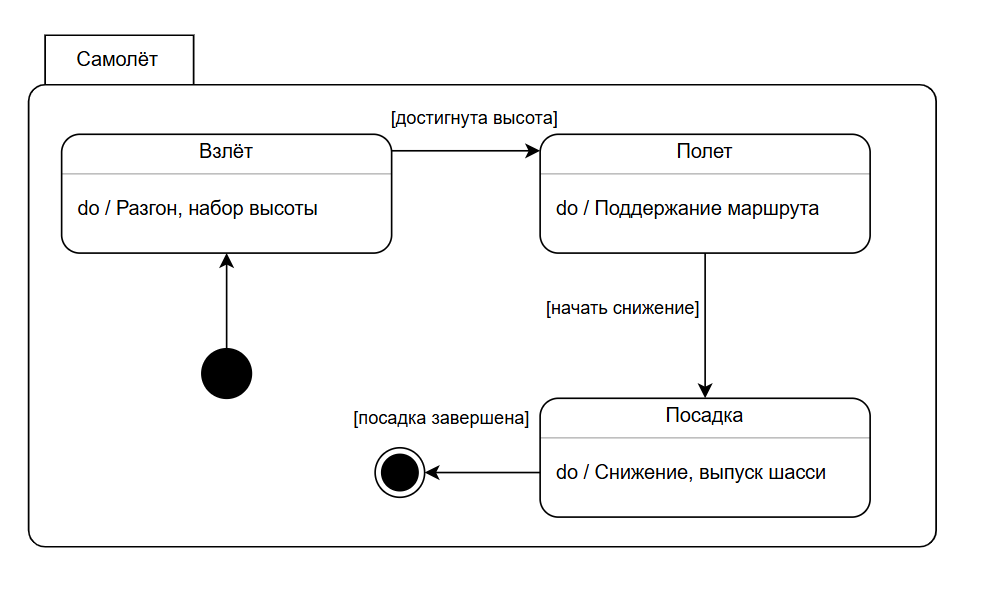 Самолёт
[достигнута высота]
Взлёт
do / Разгон, набор высоты
Полет
do / Поддержание маршрута
[начать снижение]
[посадка завершена]
Посадка
do / Снижение, выпуск шасси